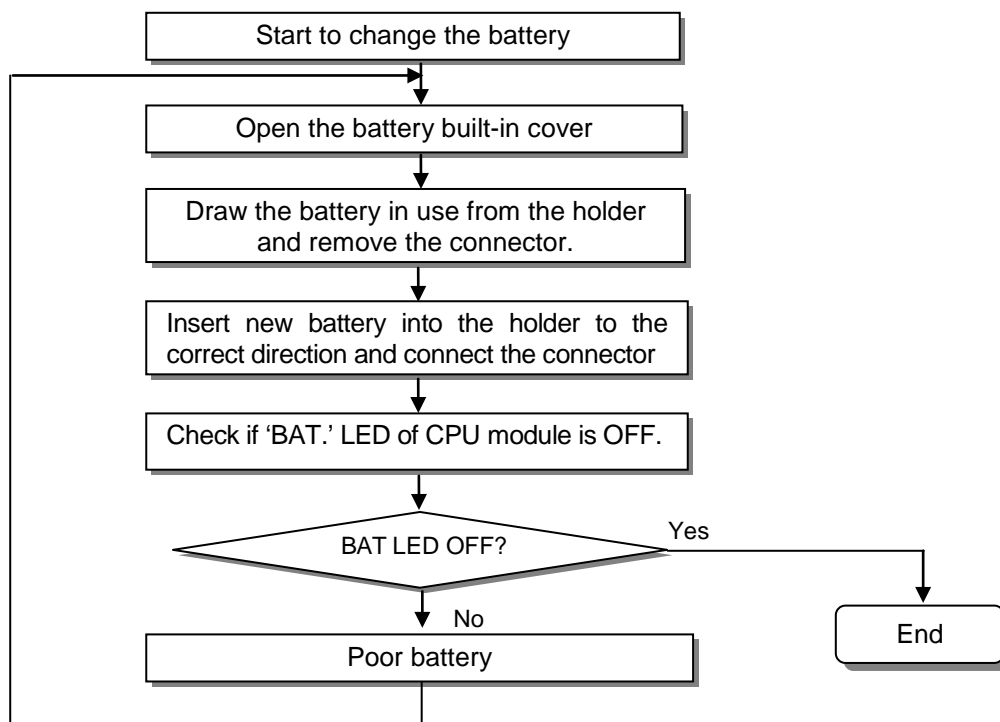 Start to change the battery
Open the battery built-in cover
Draw the battery in use from the holder
and remove the connector.
Insert new battery into the holder to the
correct direction and connect the connector
Check if ‘BAT.’ LED of CPU module is OFF.
BAT LED OFF?
Yes
No
End
Poor battery